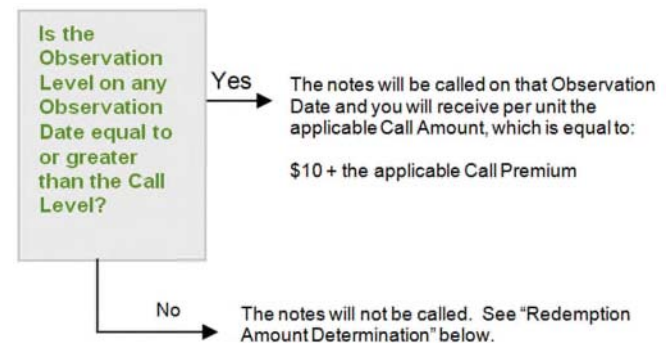 Is the
Observation
Level on any
Observation
Date equal to
or greater
than the Call
Level?
Yes
The notes will be called on that Observation
Date and you will receive per unit the
applicable Call Amount, which is equal to:
$10 + the applicable Call Premium
No
The notes will not be called. See “Redemption
Amount Determination” below.